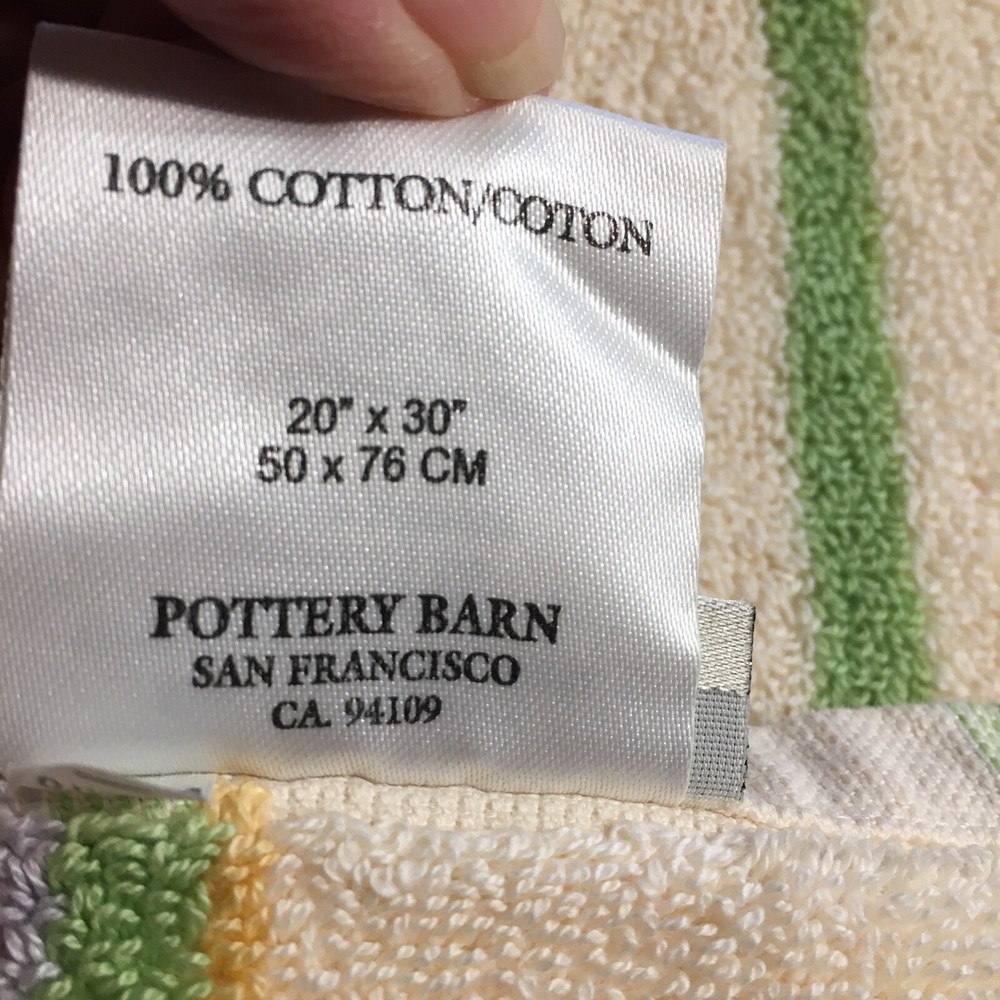 100% COTTON/COTON
20" x 30"
50 x 76 CM
POTTERY BARN
SAN FRANCISCO
CA. 94109